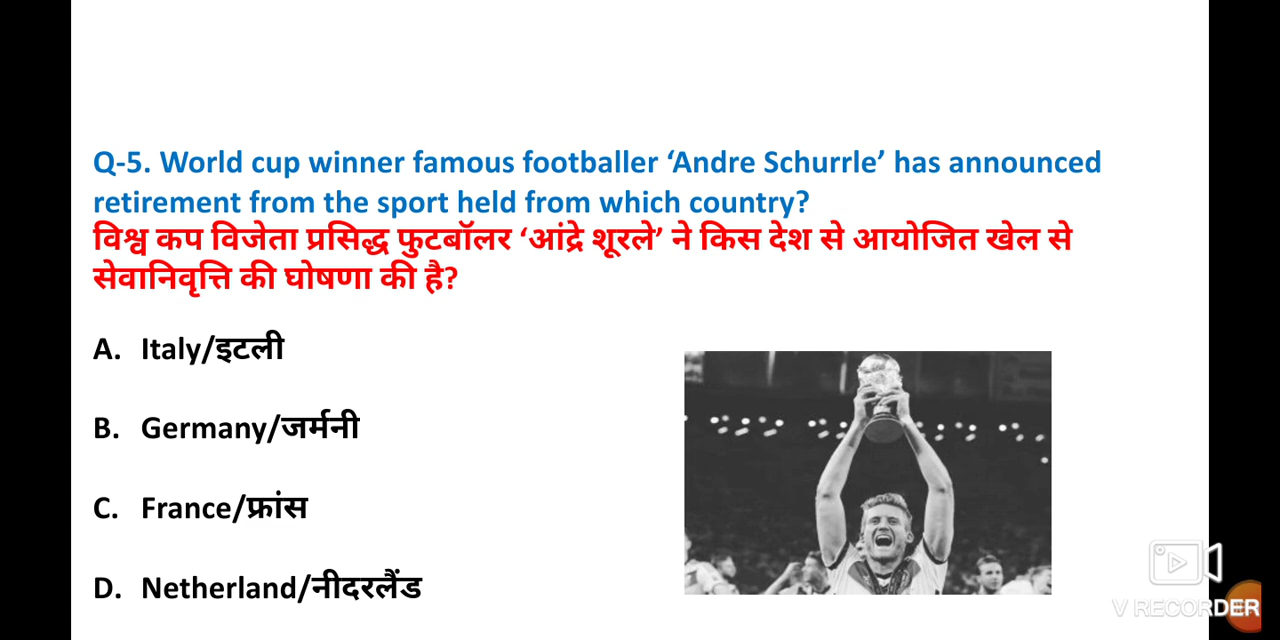 Q-5. World cup winner famous footballer ‘Andre Schurrle’ has announced
retirement from the sport held from which country?
विश्व कप विजेता प्रसिद्ध फुटबॉलर ‘आंद्रे शूरले’ ने किस देश से आयोजित खेल से
सेवानिवृत्ति की घोषणा की है?
A. Italy/इटली
B. Germany/जर्मनी
C. France/फ्रांस
D. Netherland/नीदरलैंड
V RECORDER